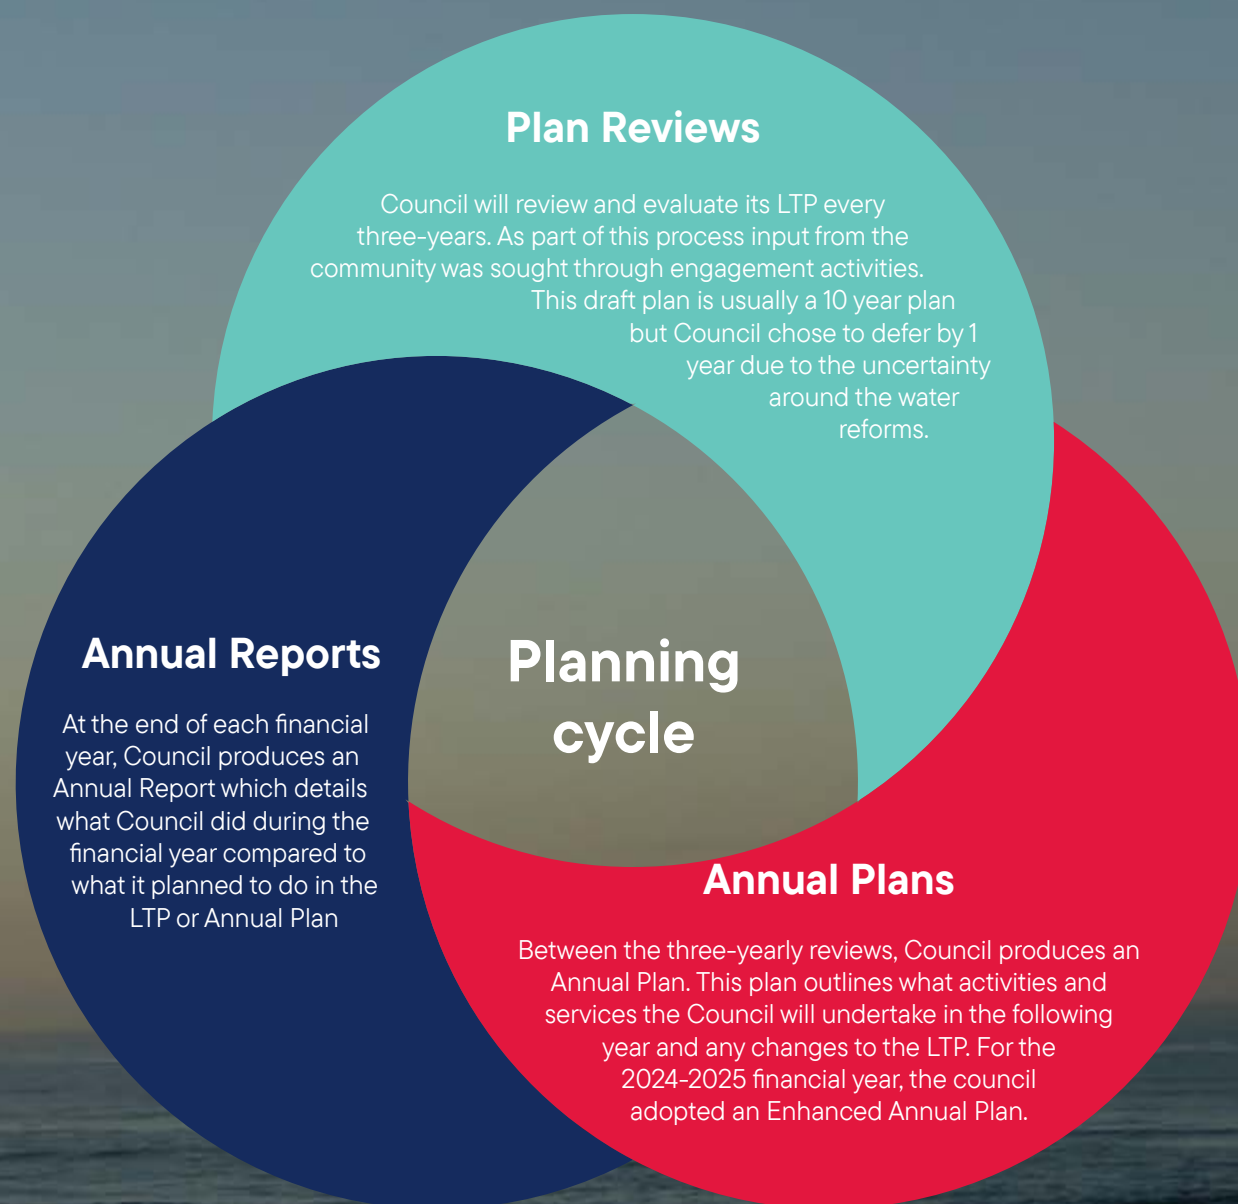 Plan Reviews
Council will review and evaluate its LTP every
three-years. As part of this process input from the
community was sought through engagement activities.
This draft plan is usually a 10 year plan
but Council chose to defer by 1
year due to the uncertainty
around the water
reforms.
Planning
cycle
Annual Reports
At the end of each financial
year, Council produces an
Annual Report which details
what Council did during the
financial year compared to
what it planned to do in the
LTP or Annual Plan
Annual Plans
Between the three-yearly reviews, Council produces an
Annual Plan. This plan outlines what activities and
services the Council will undertake in the following
year and any changes to the LTP. For the
2024-2025 financial year, the council
adopted an Enhanced Annual Plan.